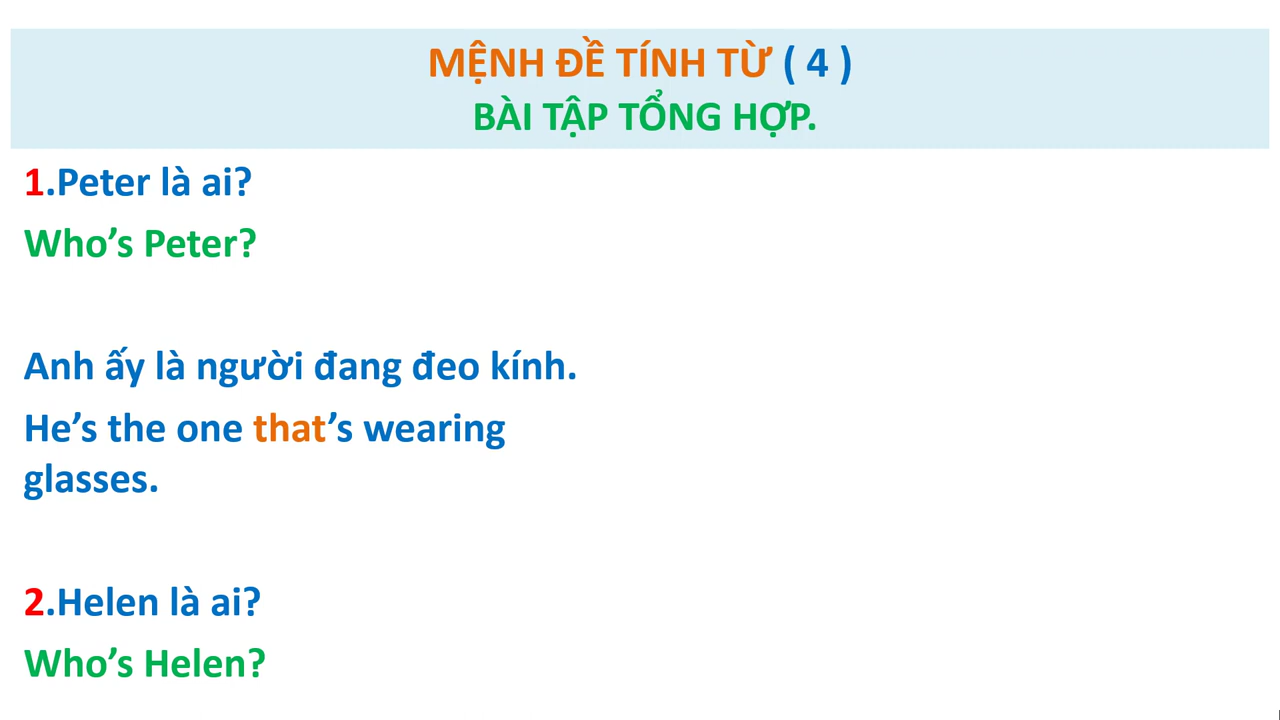 MỆNH ĐỀ TÍNH TỪ ( 4 )
BÀI TẬP TỔNG HỢP.
1.Peter là ai?
Who’s Peter?
Anh ấy là người đang đeo kính.
He’s the one that’s wearing
glasses.
2.Helen là ai?
Who’s Helen?